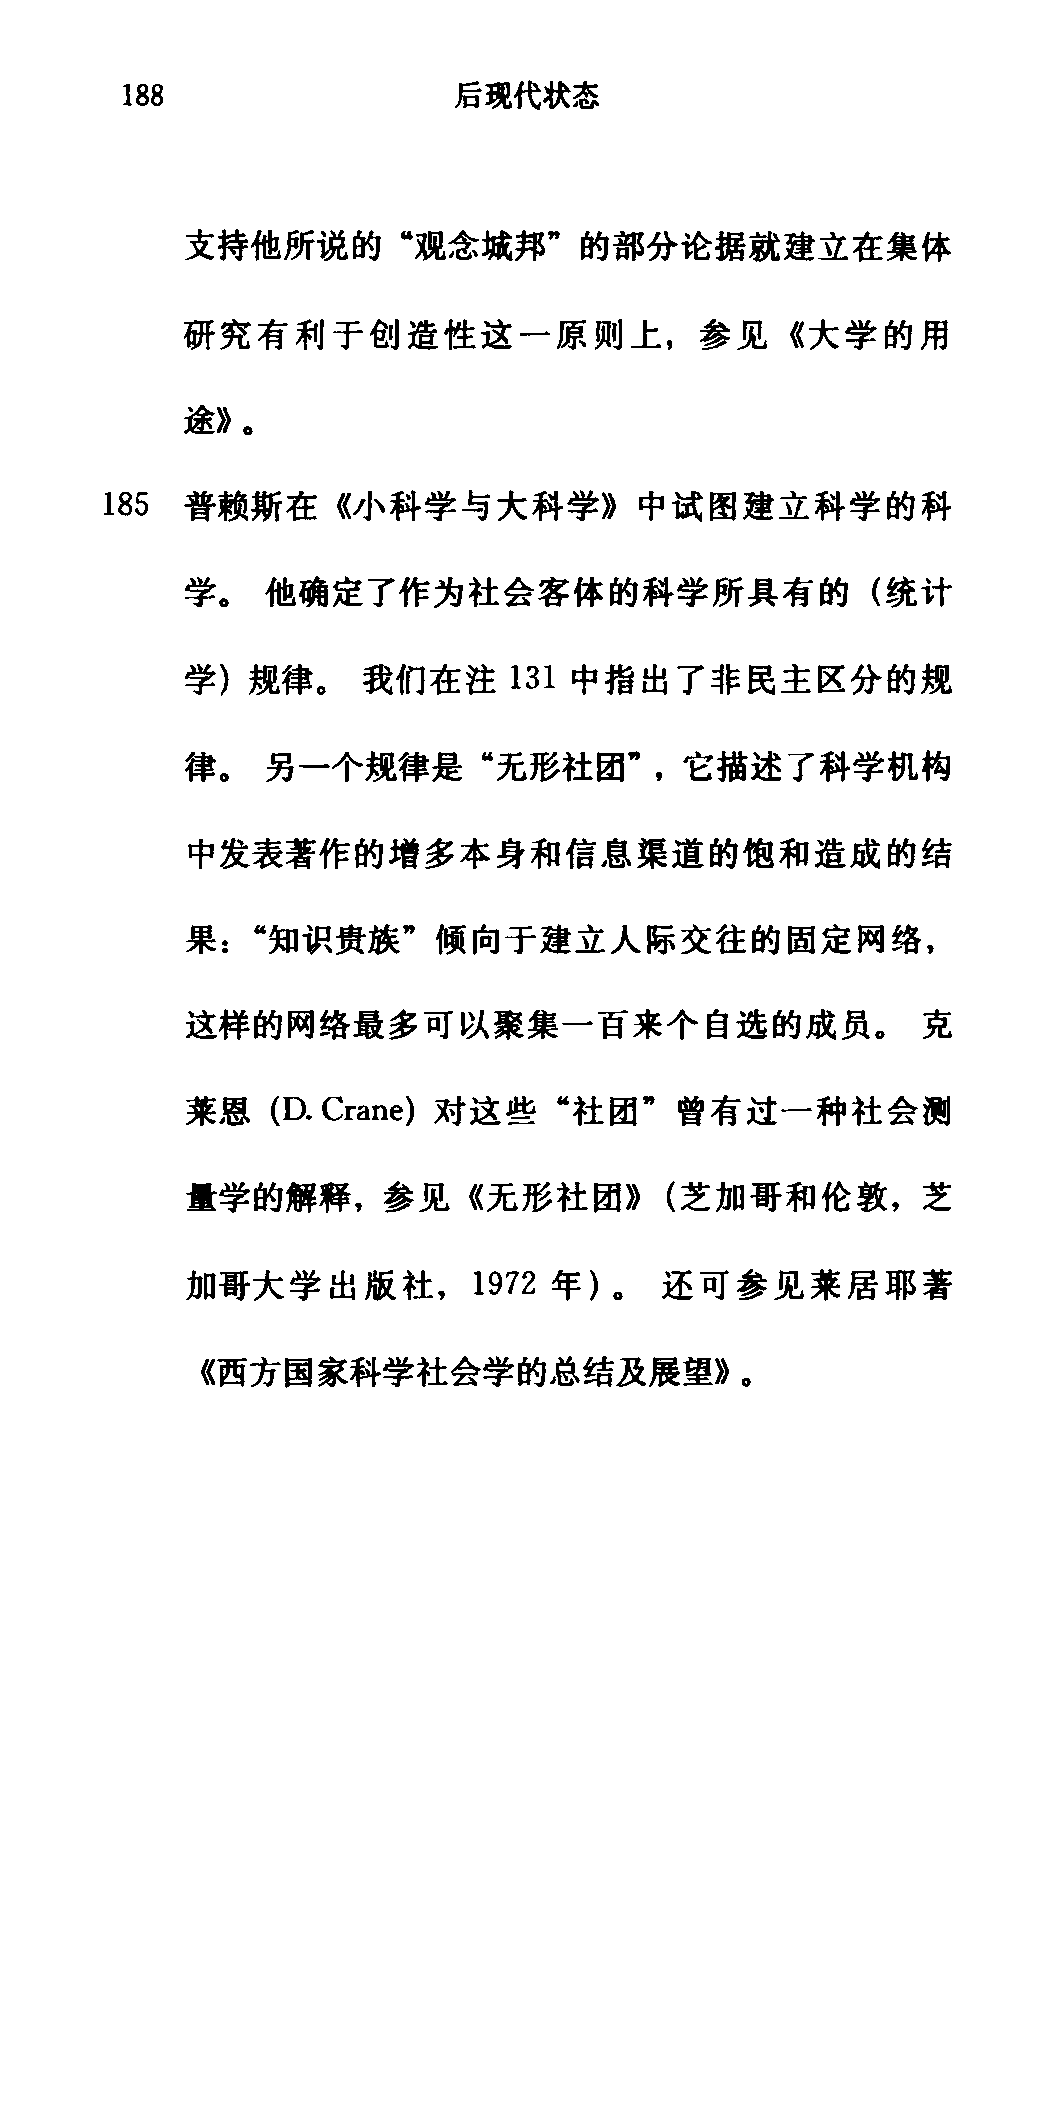 188 后现代状态
支持他所说的“观念城邦”的部分论据就建立在集体
研究有利于创造性这一原则上，参见《大学的用
途》。
185 普赖斯在《小科学与大科学》中试图建立科学的科
学。 他确定了作为社会客体的科学所具有的（统计
学）规律。 我们在注 131 中指出了非民主区分的规
律。 另一个规律是“无形社团”，它描述了科学机构
中发表著作的增多本身和信息渠道的饱和造成的结
果：“知识贵族”倾向于建立人际交往的固定网络，
这样的网络最多可以聚集一百来个自选的成员。 克
莱恩（D. Crane）对这些“社团”曾有过一种社会测
量学的解释，参见《无形社团》（芝加哥和伦敦，芝
加哥大学出版社，1972 年）。 还可参见莱居耶著
《西方国家科学社会学的总结及展望》。